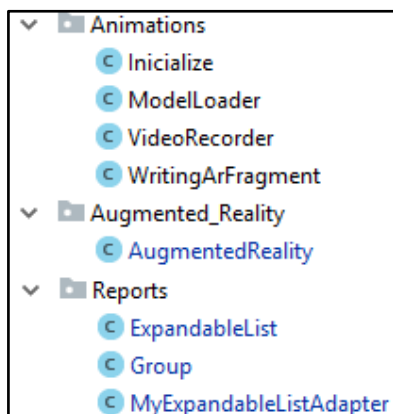 Animations
C Inicialize
C ModelLoader
C VideoRecorder
C WritingArFragment
Augmented_Reality
C AugmentedReality
Reports
C ExpandableList
C Group
C MyExpandableListAdapter